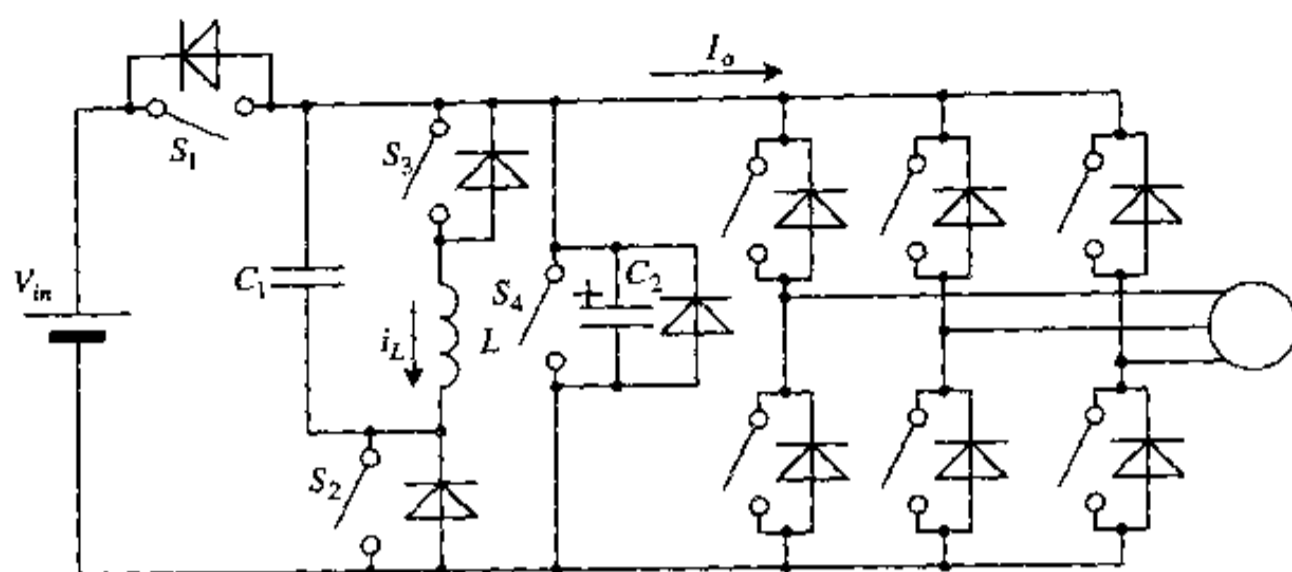 I_o
S_1
S_3
C_1
S_4
C_2
+
V_in
i_L
L
S_2